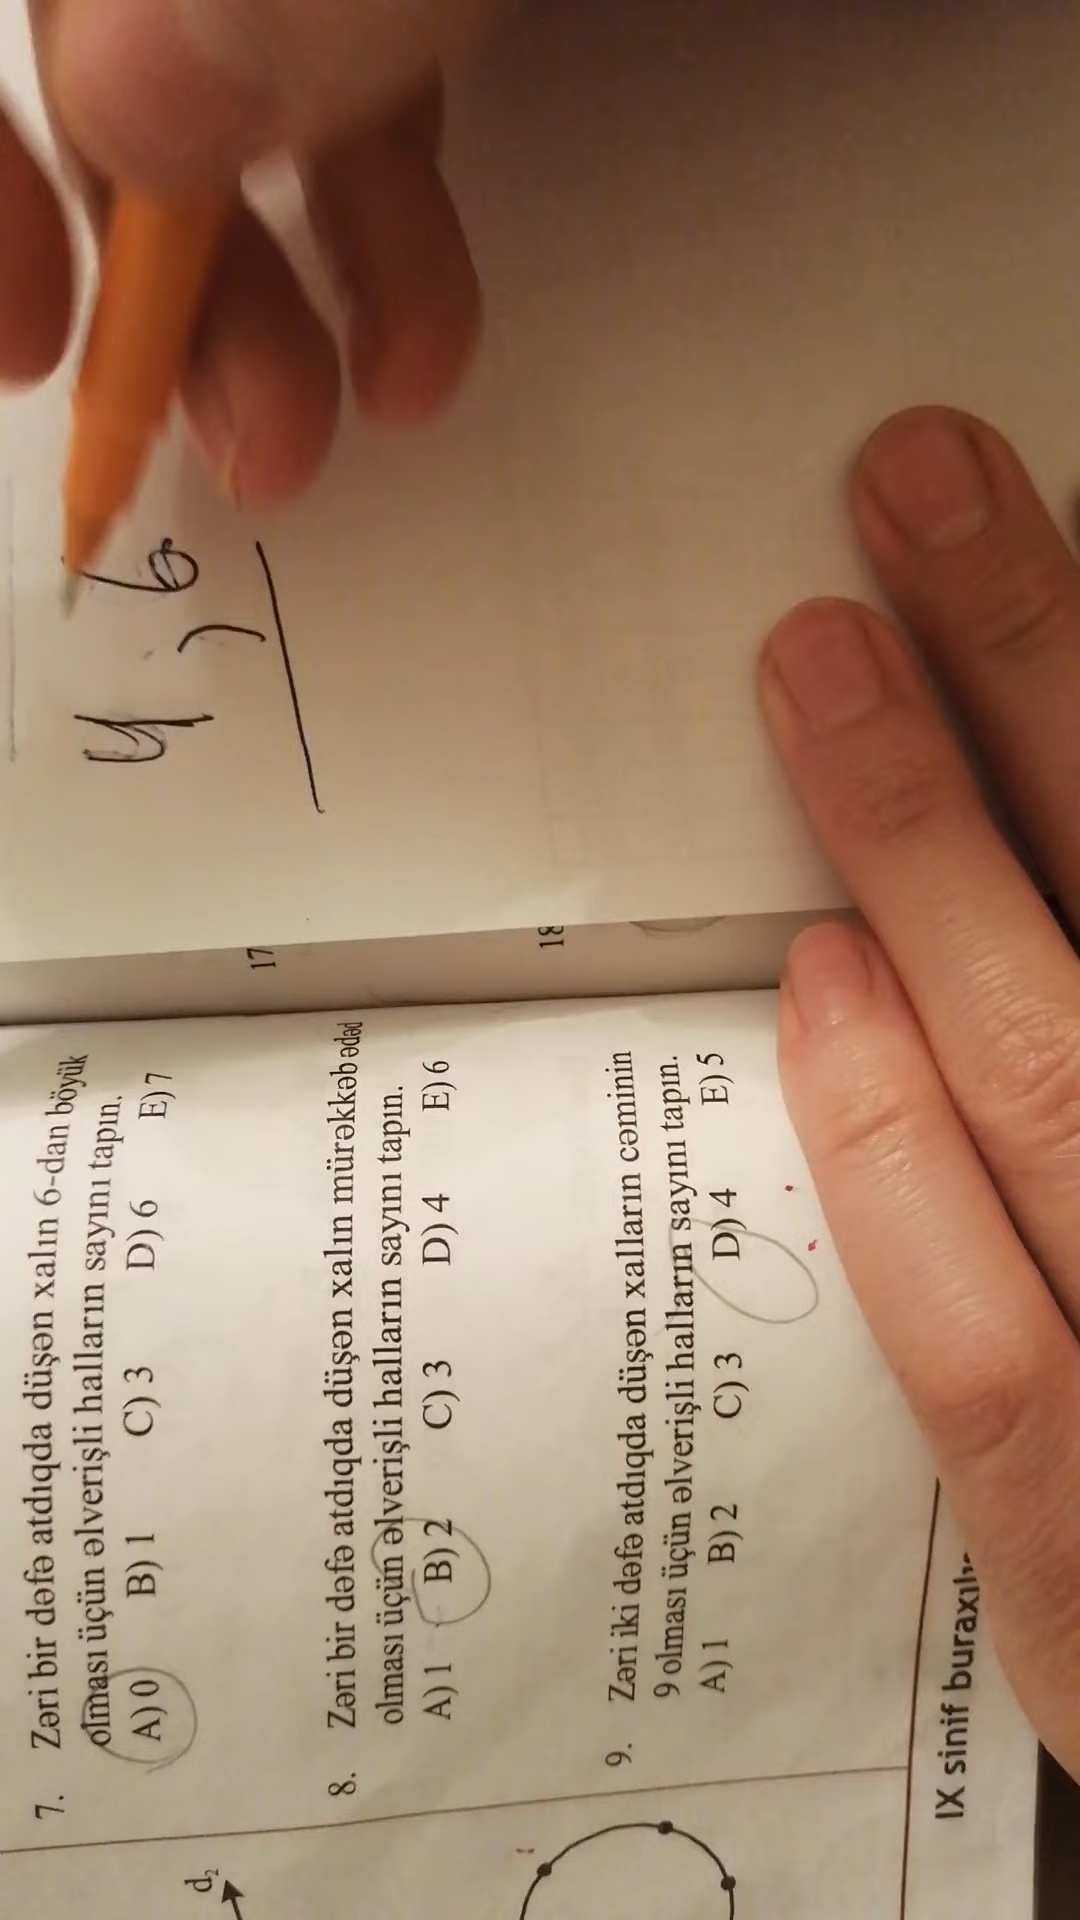 7. Zəri bir dəfə atdıqda düşən xalın 6-dan böyük
olması üçün əlverişli halların sayını tapın.
A) 0 B) 1 C) 3 D) 6 E) 7
8. Zəri bir dəfə atdıqda düşən xalın mürəkkəb ədəd
olması üçün əlverişli halların sayını tapın.
A) 1 B) 2 C) 3 D) 4 E) 6
9. Zəri iki dəfə atdıqda düşən xalların cəminin
9 olması üçün əlverişli halların sayını tapın.
A) 1 B) 2 C) 3 D) 4 E) 5
IX sinif
d₂
17
18
4, 6